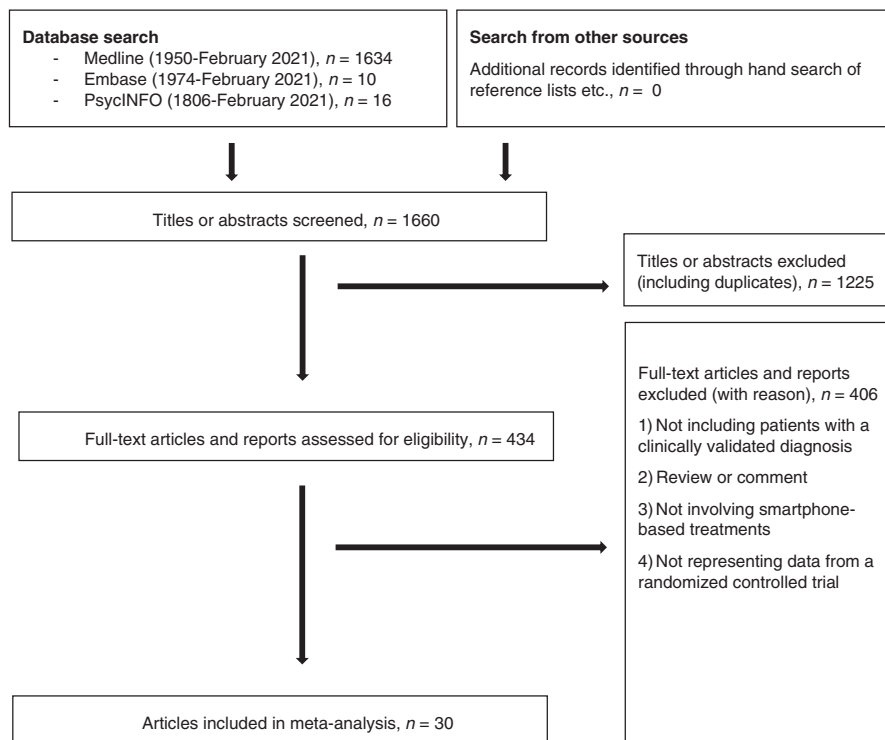 Database search
- Medline (1950-February 2021), n = 1634
- Embase (1974-February 2021), n = 10
- PsycINFO (1806-February 2021), n = 16
Search from other sources
Additional records identified through hand search of
reference lists etc., n = 0
Titles or abstracts screened, n = 1660
Titles or abstracts excluded
(including duplicates), n = 1225
Full-text articles and reports assessed for eligibility, n = 434
Full-text articles and reports
excluded (with reason), n = 406
1) Not including patients with a
clinically validated diagnosis
2) Review or comment
3) Not involving smartphone-
based treatments
4) Not representing data from a
randomized controlled trial
Articles included in meta-analysis, n = 30